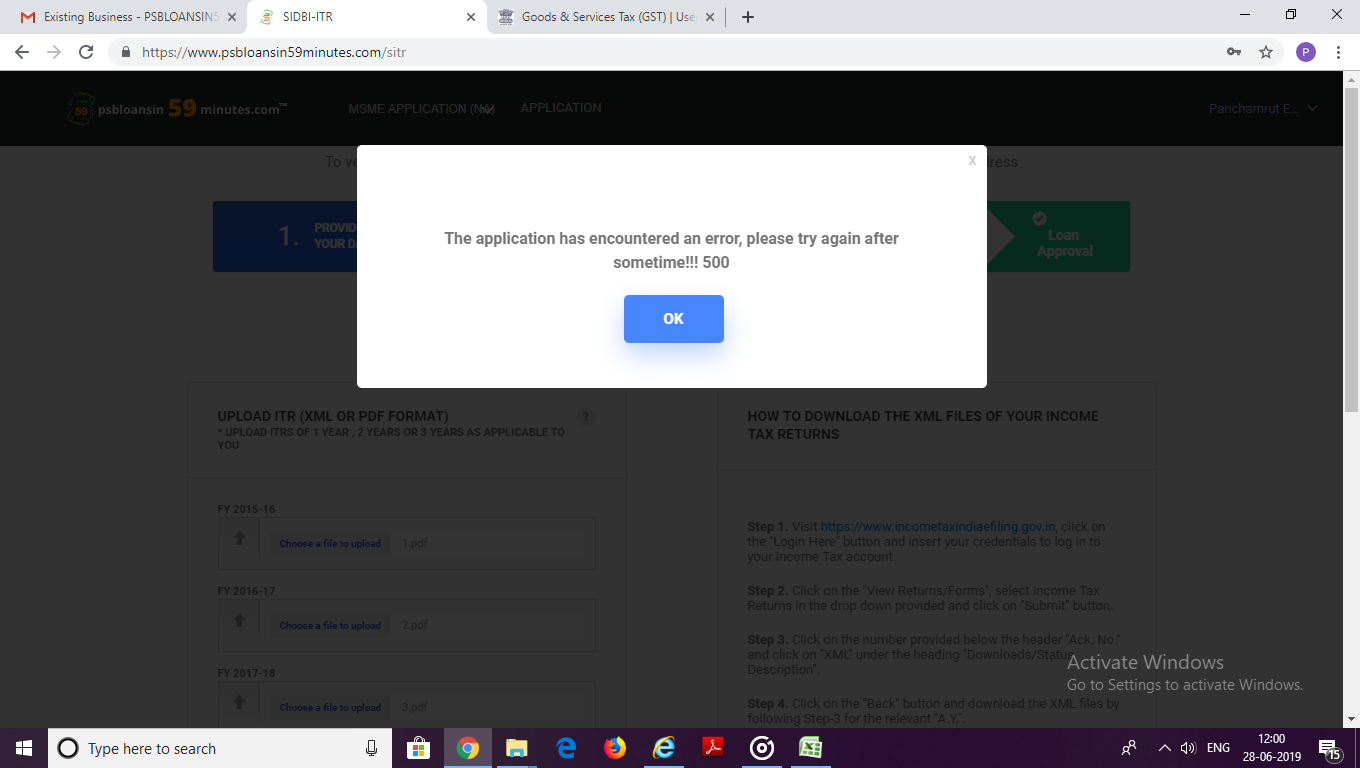 Existing Business - PSBLOANSIN5
SIDBI-ITR
Goods & Services Tax (GST) | Use
https://www.psbloansin59minutes.com/sitr
P
59 psbloansin 59 minutes.com™
MSME APPLICATION
APPLICATION
Panchamrut E...
To ve
dress
x
The application has encountered an error, please try again after
sometime!!! 500
OK
1. PROVID
YOUR DA
Loan
Approval
UPLOAD ITR (XML OR PDF FORMAT)
?
* UPLOAD ITRS OF 1 YEAR , 2 YEARS OR 3 YEARS AS APPLICABLE TO
YOU
FY 2015-16
Choose a file to upload 1.pdf
FY 2016-17
Choose a file to upload 2.pdf
FY 2017-18
Choose a file to upload 3.pdf
HOW TO DOWNLOAD THE XML FILES OF YOUR INCOME
TAX RETURNS
Step 1. Visit https://www.incometaxindiaefiling.gov.in, click on
the "Login Here" button and insert your credentials to log in to
your Income Tax account.
Step 2. Click on the "View Returns/Forms", select Income Tax
Returns in the drop down provided and click on "Submit" button.
Step 3. Click on the number provided below the header "Ack. No."
and click on "XML" under the heading "Downloads/Status
Description".
Step 4. Click on the "Back" button and download the XML files by
following Step-3 for the relevant "A.Y.".
Activate Windows
Go to Settings to activate Windows.
Type here to search
ENG
12:00
28-06-2019
15